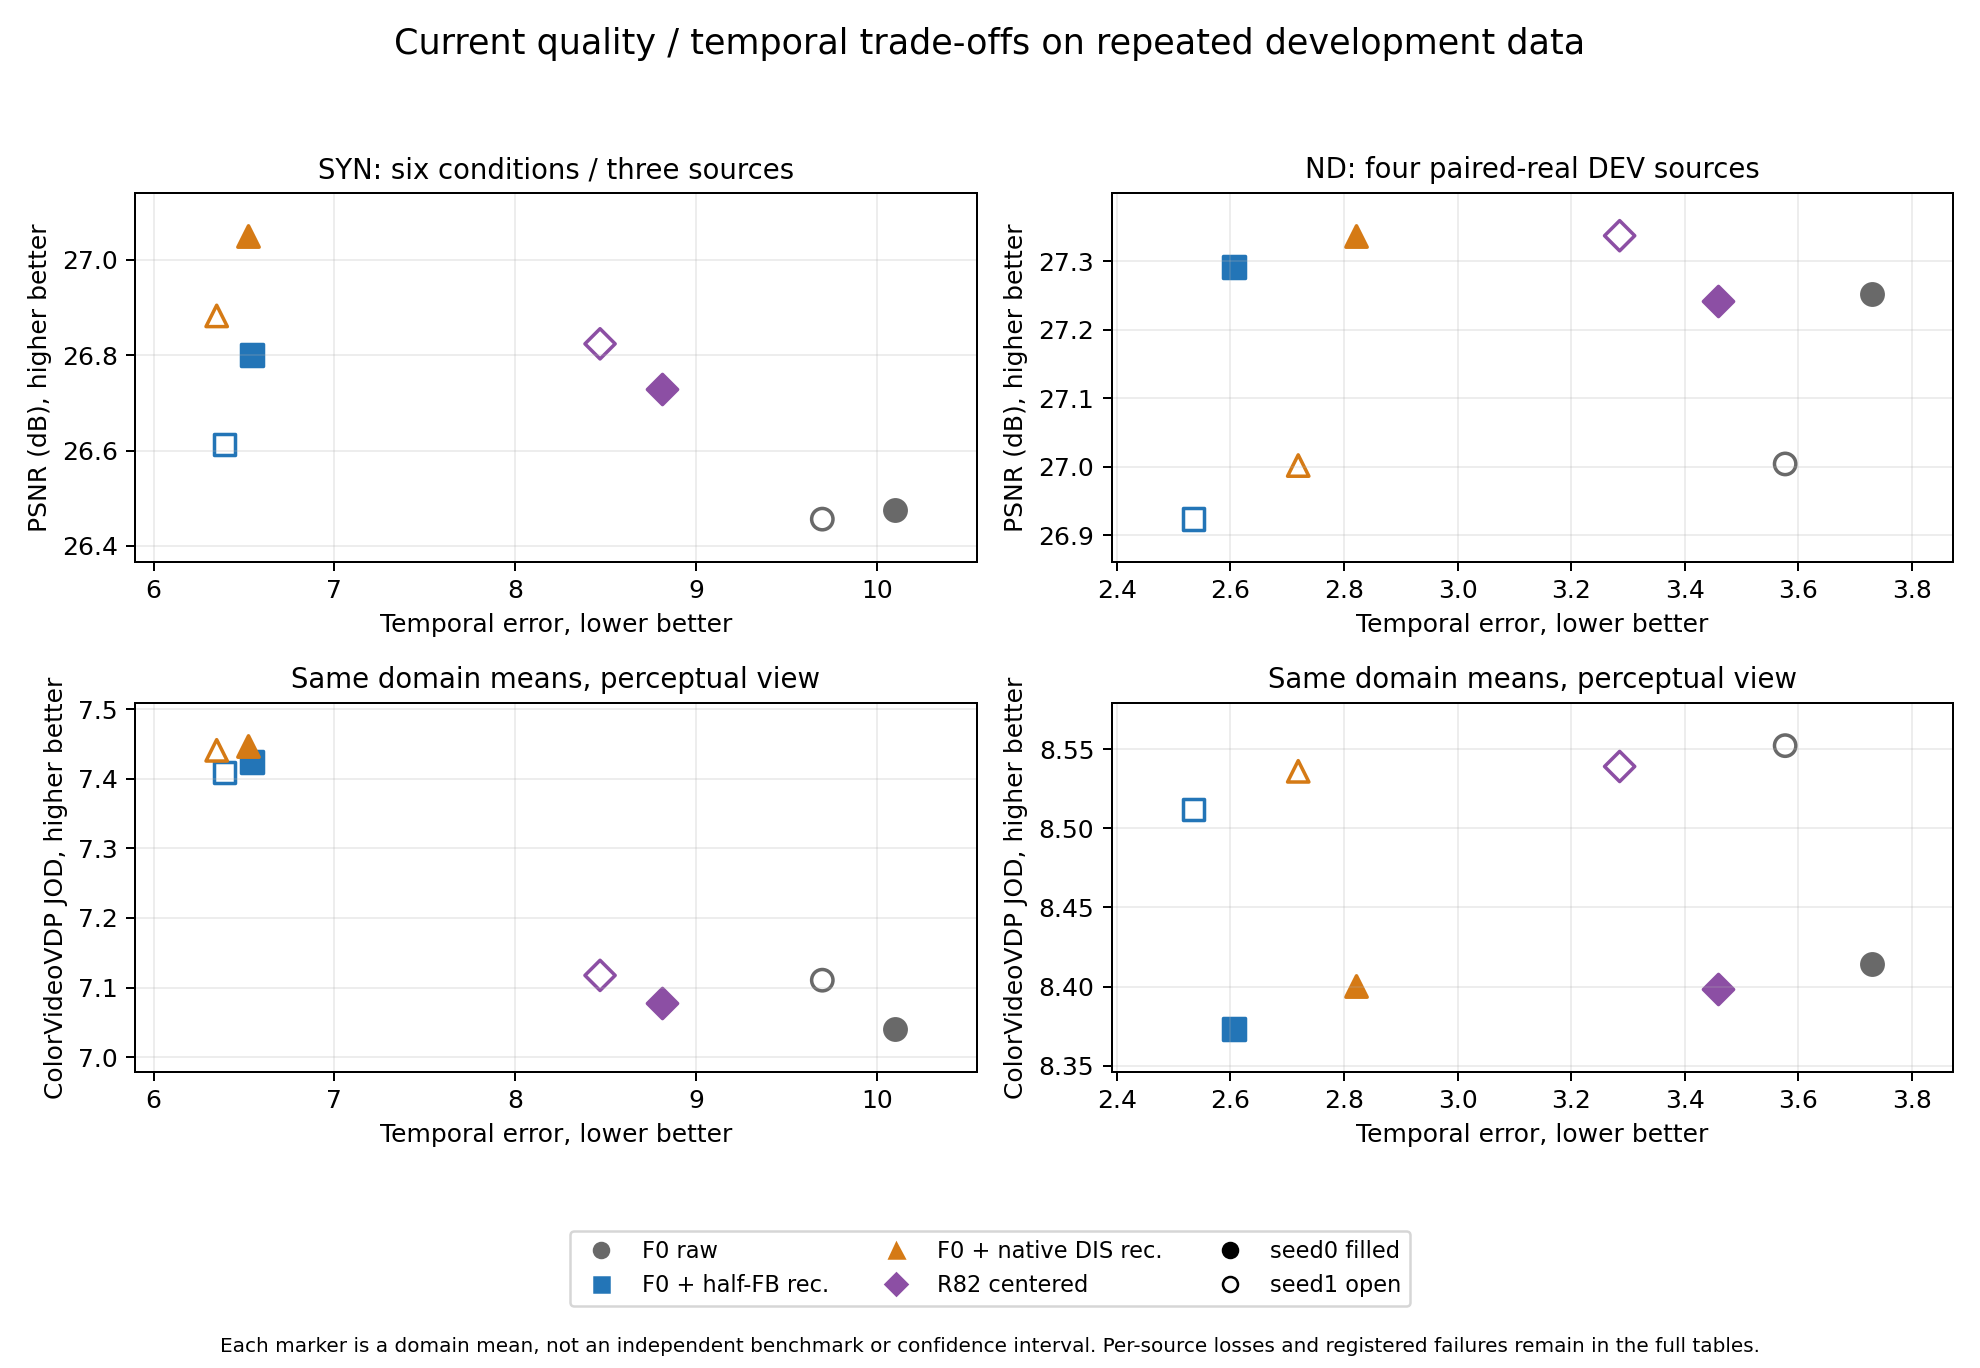 Current quality / temporal trade-offs on repeated development data
SYN: six conditions / three sources
PSNR (dB), higher better
27.0
26.8
26.6
26.4
6 7 8 9 10
Temporal error, lower better
ND: four paired-real DEV sources
PSNR (dB), higher better
27.3
27.2
27.1
27.0
26.9
2.4 2.6 2.8 3.0 3.2 3.4 3.6 3.8
Temporal error, lower better
Same domain means, perceptual view
ColorVideoVDP JOD, higher better
7.5
7.4
7.3
7.2
7.1
7.0
6 7 8 9 10
Temporal error, lower better
Same domain means, perceptual view
ColorVideoVDP JOD, higher better
8.55
8.50
8.45
8.40
8.35
2.4 2.6 2.8 3.0 3.2 3.4 3.6 3.8
Temporal error, lower better
F0 raw
F0 + half-FB rec.
F0 + native DIS rec.
R82 centered
seed0 filled
seed1 open
Each marker is a domain mean, not an independent benchmark or confidence interval. Per-source losses and registered failures remain in the full tables.